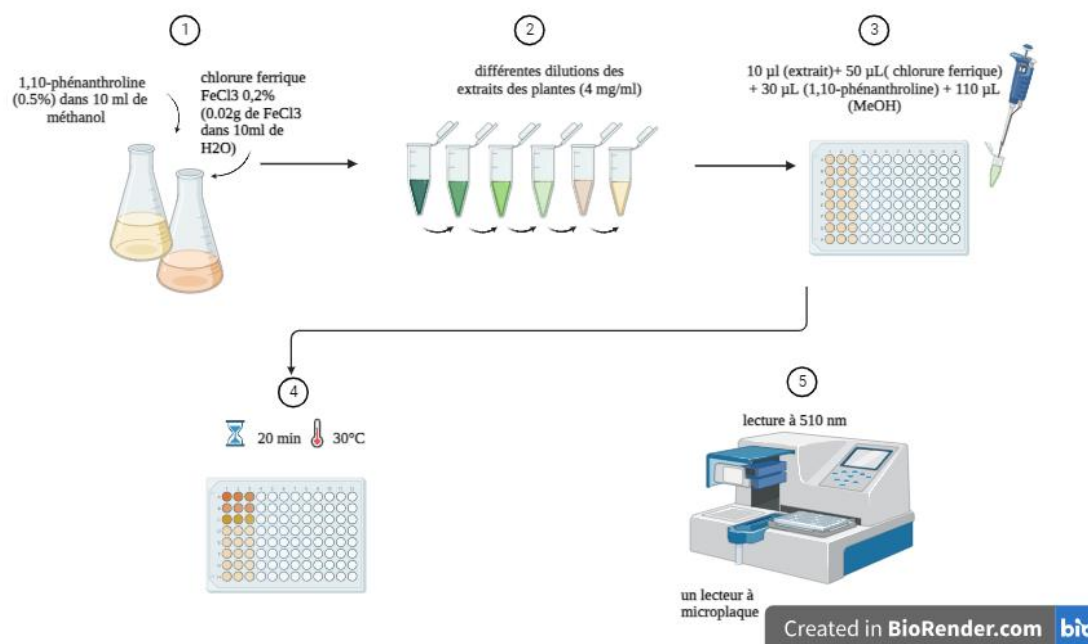 1
1,10-phénanthroline
(0.5%) dans 10 ml de
méthanol
chlorure ferrique
FeCl3 0,2%
(0.02g de FeCl3
dans 10ml de
H2O)
2
différentes dilutions des
extraits des plantes (4 mg/ml)
3
10 µl (extrait)+ 50 µL( chlorure ferrique)
+ 30 µL (1,10-phénanthroline) + 110 µL
(MeOH)
4
20 min 30°C
5
lecture à 510 nm
un lecteur à
microplaque
Created in BioRender.com bio